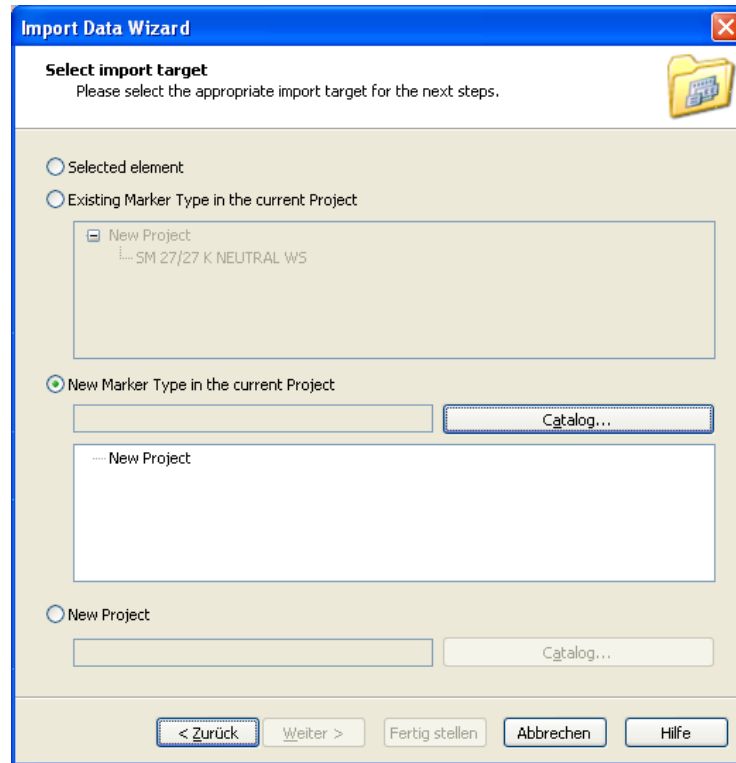 Import Data Wizard
Select import target
Please select the appropriate import target for the next steps.
Selected element
Existing Marker Type in the current Project
New Project
SM 27/27 K NEUTRAL WS
New Marker Type in the current Project
Catalog...
New Project
New Project
Catalog...
< Zurück Weiter > Fertig stellen Abbrechen Hilfe